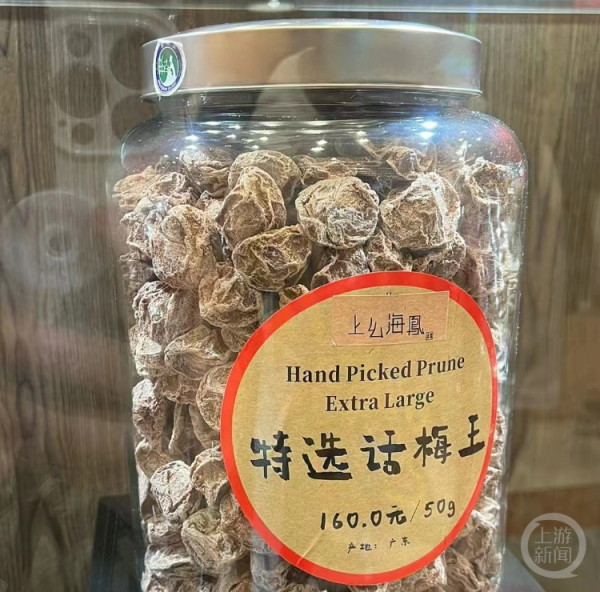 上么海鳳
Hand Picked Prune
Extra Large
特选话梅王
160.0元/50g
产地: 广东
上游新闻